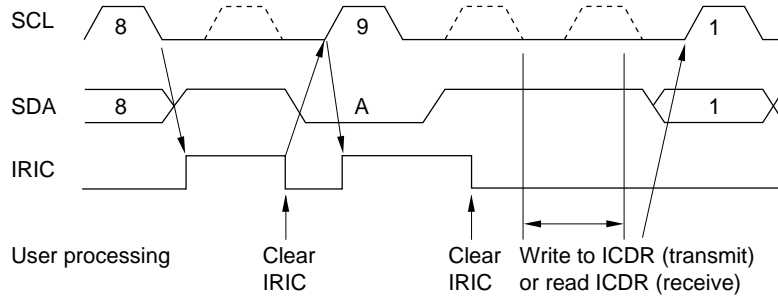 SCL 8 9 1
SDA 8 A 1
IRIC
User processing Clear IRIC Clear IRIC Write to ICDR (transmit) or read ICDR (receive)